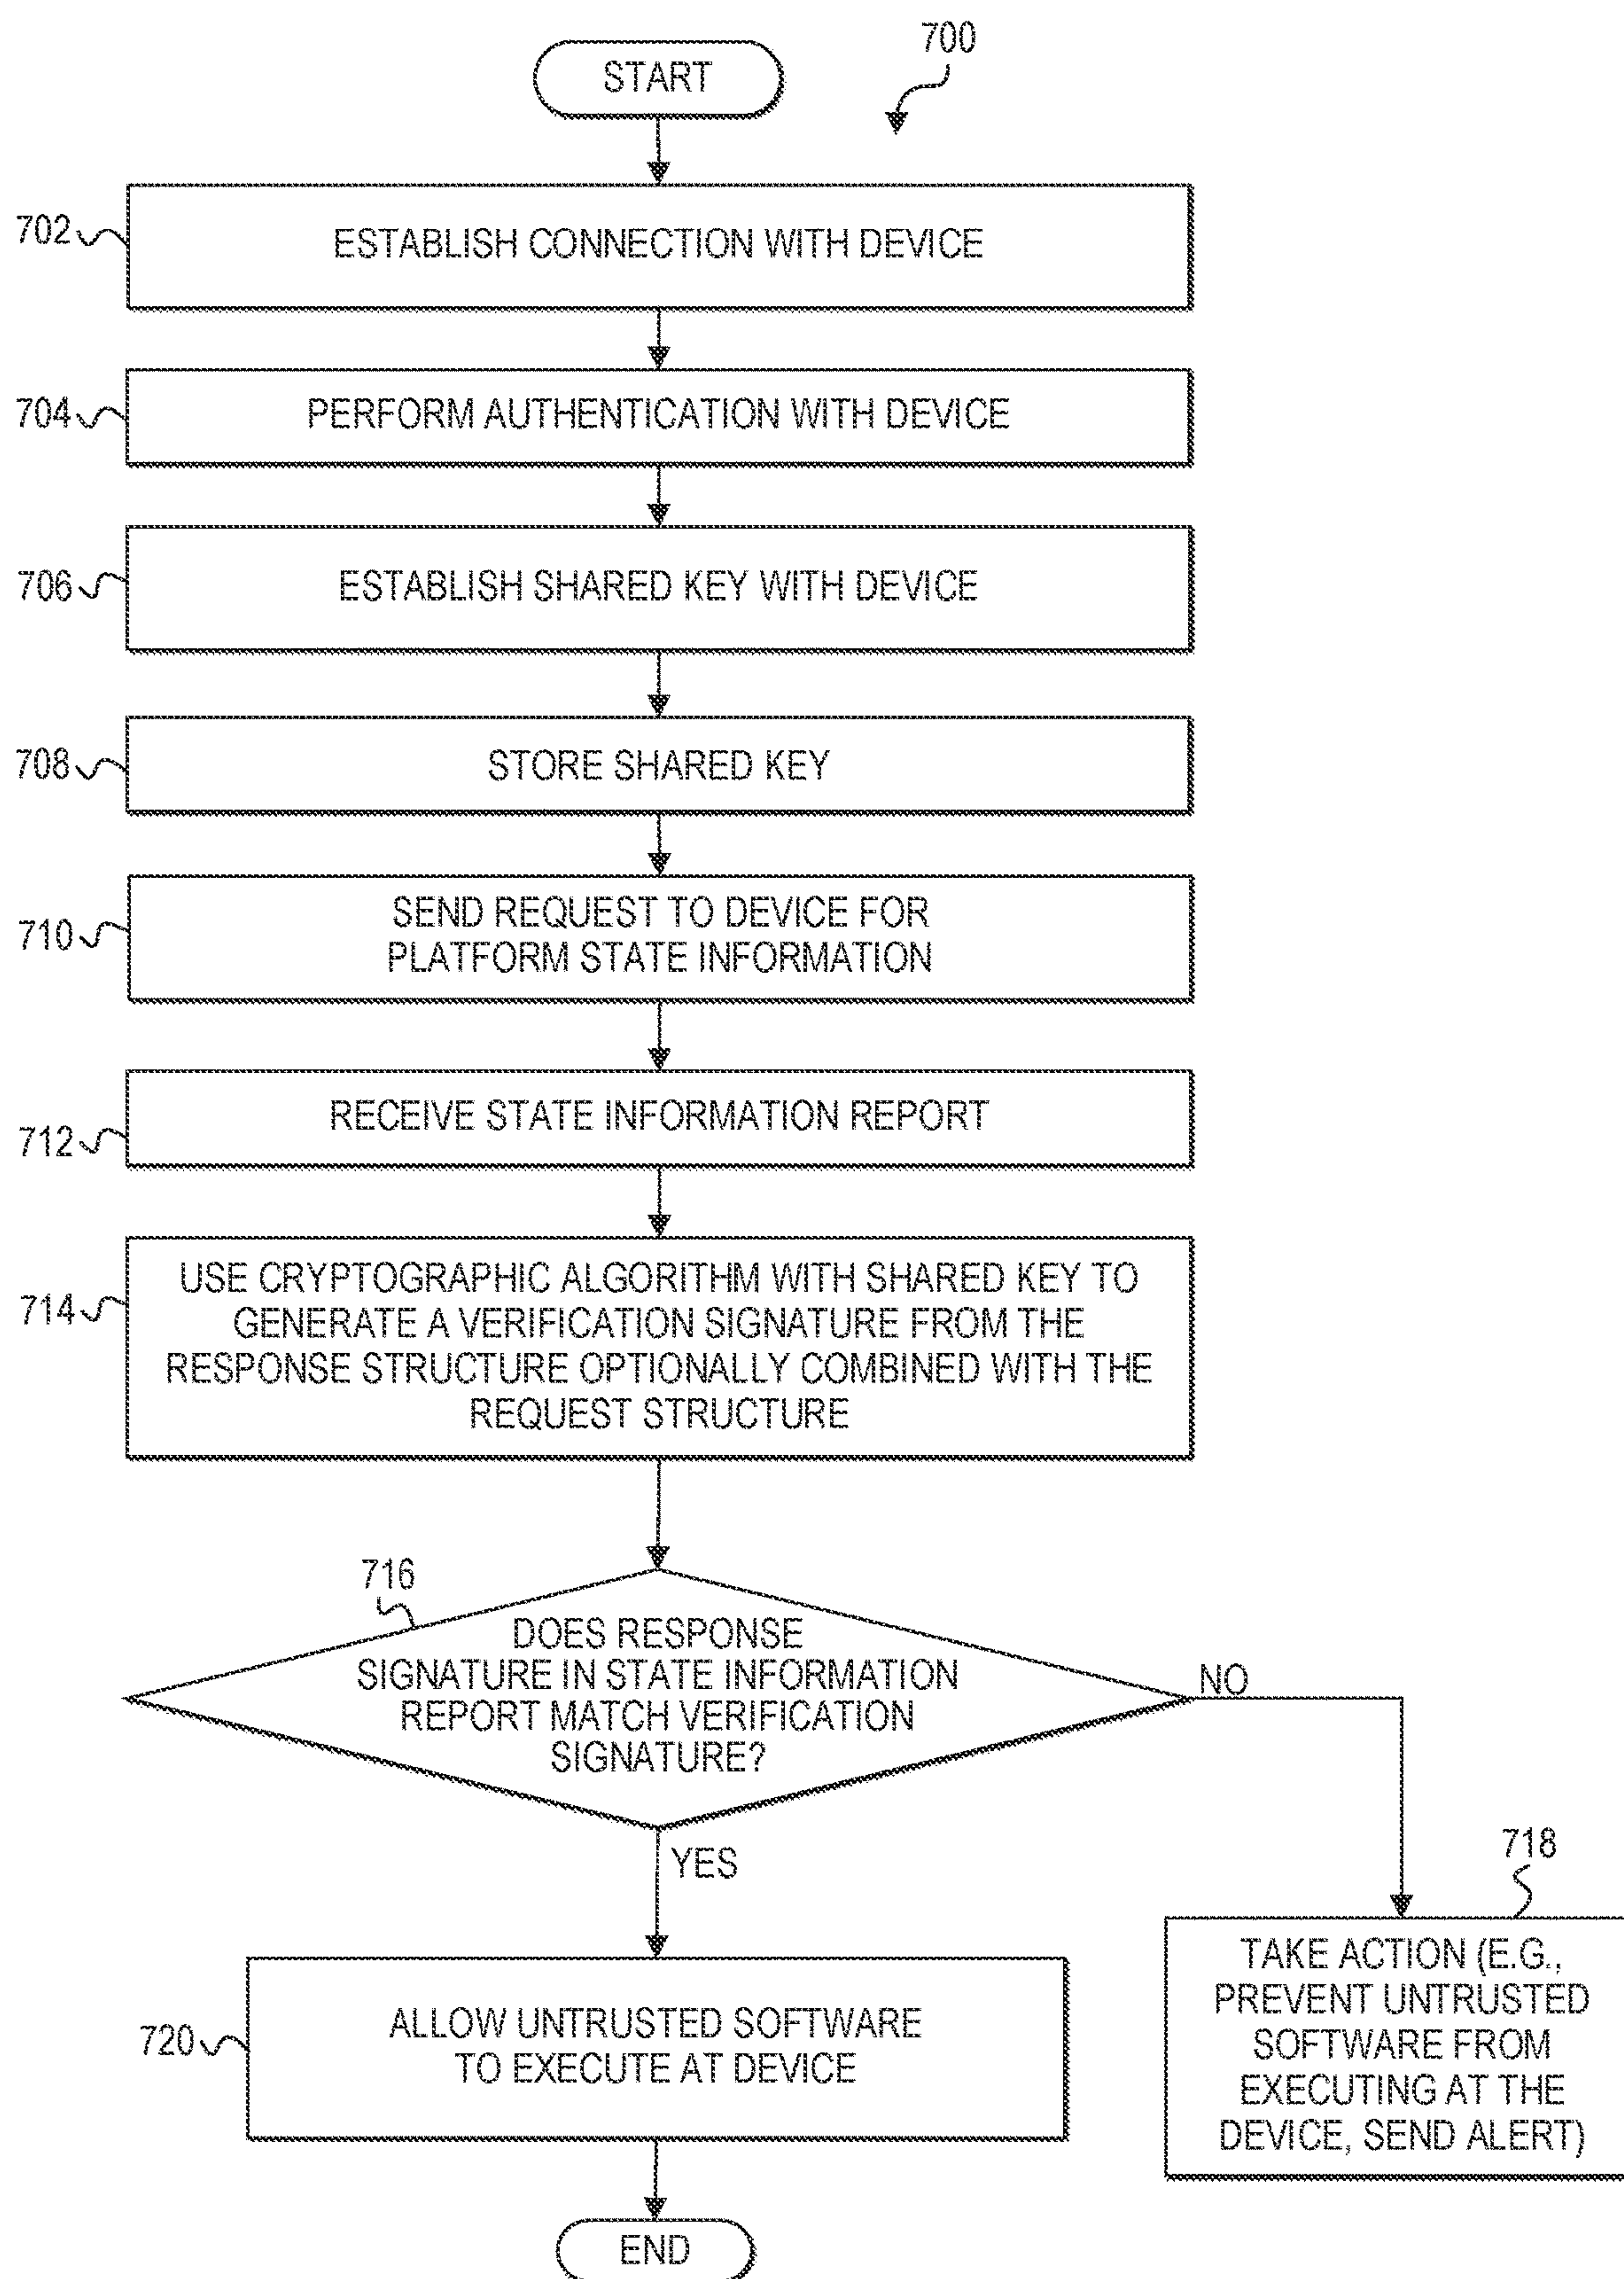 700
START
702
ESTABLISH CONNECTION WITH DEVICE
704
PERFORM AUTHENTICATION WITH DEVICE
706
ESTABLISH SHARED KEY WITH DEVICE
708
STORE SHARED KEY
710
SEND REQUEST TO DEVICE FOR
PLATFORM STATE INFORMATION
712
RECEIVE STATE INFORMATION REPORT
714
USE CRYPTOGRAPHIC ALGORITHM WITH SHARED KEY TO
GENERATE A VERIFICATION SIGNATURE FROM THE
RESPONSE STRUCTURE OPTIONALLY COMBINED WITH THE
REQUEST STRUCTURE
716
DOES RESPONSE
SIGNATURE IN STATE INFORMATION
REPORT MATCH VERIFICATION
SIGNATURE?
NO
YES
718
TAKE ACTION (E.G.,
PREVENT UNTRUSTED
SOFTWARE FROM
EXECUTING AT THE
DEVICE, SEND ALERT)
720
ALLOW UNTRUSTED SOFTWARE
TO EXECUTE AT DEVICE
END